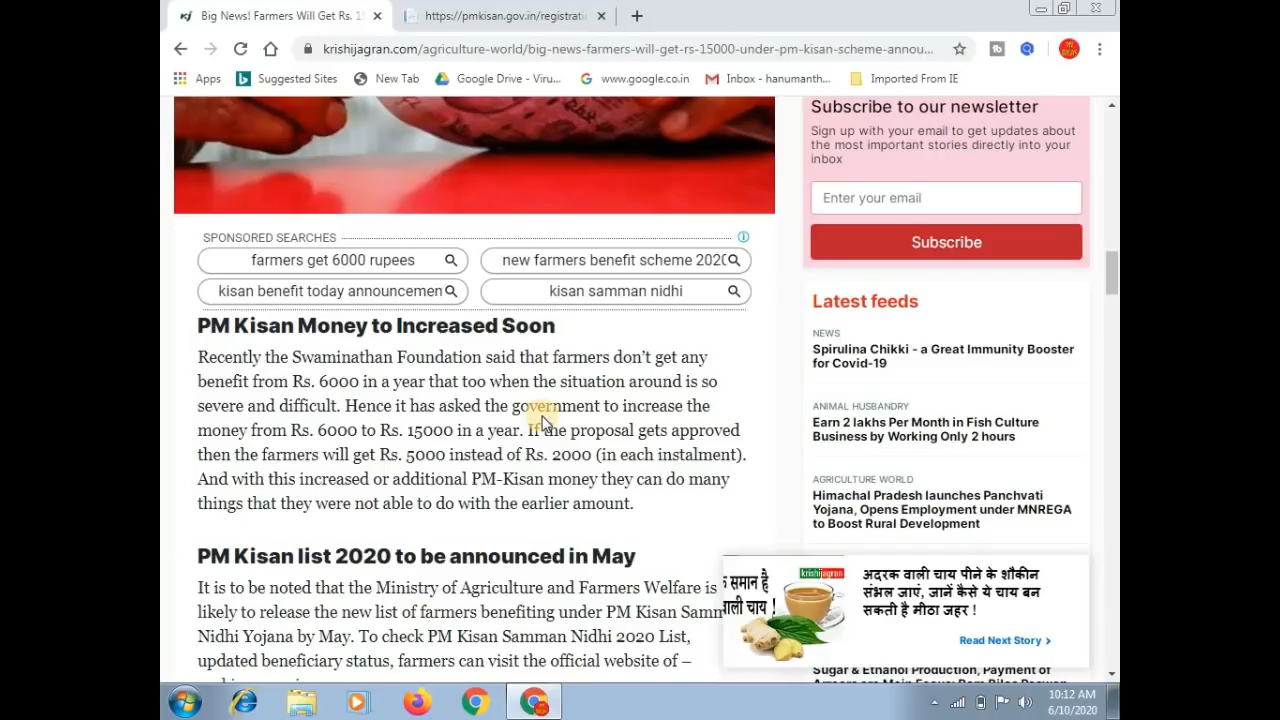 Big News! Farmers Will Get Rs. 1
https://pmkisan.gov.in/registrati
krishijagran.com/agriculture-world/big-news-farmers-will-get-rs-15000-under-pm-kisan-scheme-annou...
Apps
Suggested Sites
New Tab
Google Drive - Viru...
www.google.co.in
Inbox - hanumanth...
Imported From IE
SPONSORED SEARCHES
farmers get 6000 rupees
new farmers benefit scheme 202
kisan benefit today announcemen
kisan samman nidhi
PM Kisan Money to Increased Soon
Recently the Swaminathan Foundation said that farmers don't get any
benefit from Rs. 6000 in a year that too when the situation around is so
severe and difficult. Hence it has asked the government to increase the
money from Rs. 6000 to Rs. 15000 in a year. If the proposal gets approved
then the farmers will get Rs. 5000 instead of Rs. 2000 (in each instalment).
And with this increased or additional PM-Kisan money they can do many
things that they were not able to do with the earlier amount.
PM Kisan list 2020 to be announced in May
It is to be noted that the Ministry of Agriculture and Farmers Welfare is
likely to release the new list of farmers benefiting under PM Kisan Samm
Nidhi Yojana by May. To check PM Kisan Samman Nidhi 2020 List,
updated beneficiary status, farmers can visit the official website of –
Subscribe to our newsletter
Sign up with your email to get updates about
the most important stories directly into your
inbox
Enter your email
Subscribe
Latest feeds
NEWS
Spirulina Chikki - a Great Immunity Booster
for Covid-19
ANIMAL HUSBANDRY
Earn 2 lakhs Per Month in Fish Culture
Business by Working Only 2 hours
AGRICULTURE WORLD
Himachal Pradesh launches Panchvati
Yojana, Opens Employment under MNREGA
to Boost Rural Development
krishijagran
समान है
वाली चाय !
अदरक वाली चाय पीने के शौकीन
संभल जाएं, जानें कैसे ये चाय बन
सकती है मीठा जहर !
Read Next Story
Sugar & Ethanol Production, Payment of
10:12 AM
6/10/2020